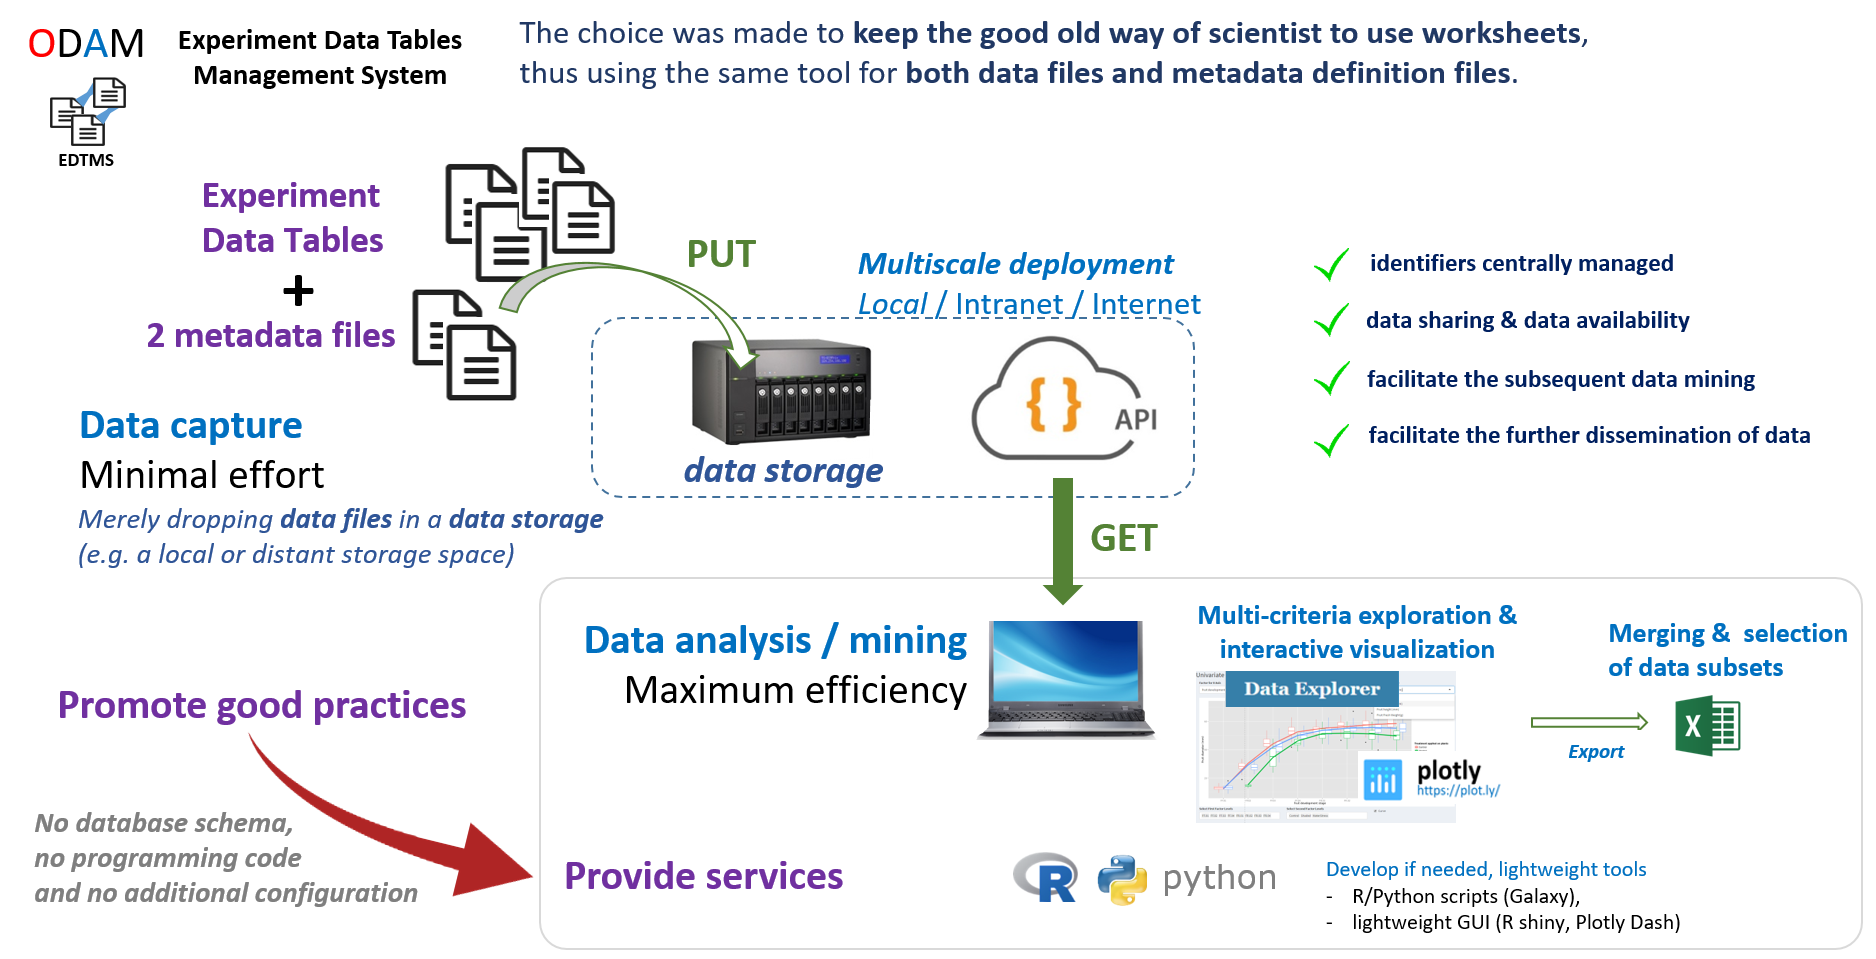 ODAM
EDTMS
Experiment Data Tables
Management System
The choice was made to keep the good old way of scientist to use worksheets,
thus using the same tool for both data files and metadata definition files.
Experiment
Data Tables
+
2 metadata files
PUT
Multiscale deployment
Local / Intranet / Internet
data storage
{ }
API
identifiers centrally managed
data sharing & data availability
facilitate the subsequent data mining
facilitate the further dissemination of data
Data capture
Minimal effort
Merely dropping data files in a data storage
(e.g. a local or distant storage space)
GET
Data analysis / mining
Maximum efficiency
Multi-criteria exploration &
interactive visualization
Univariate
Data Explorer
plotly
https://plot.ly/
Export
Merging & selection
of data subsets
X
Promote good practices
No database schema,
no programming code
and no additional configuration
Provide services
R
python
Develop if needed, lightweight tools
- R/Python scripts (Galaxy),
- lightweight GUI (R shiny, Plotly Dash)